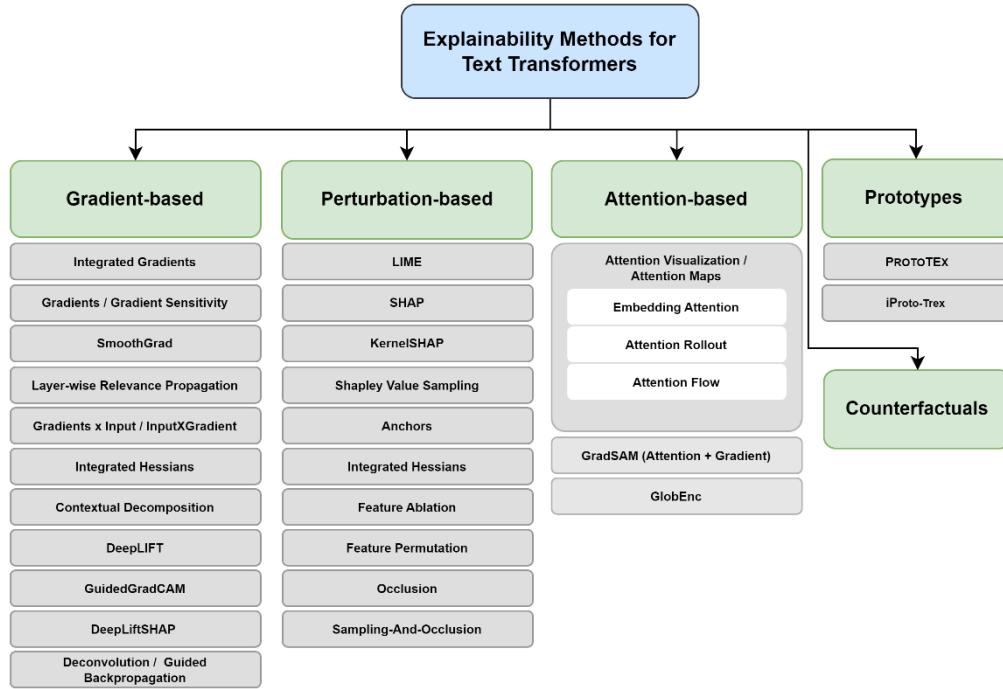 Explainability Methods for
Text Transformers
Gradient-based
Integrated Gradients
Gradients / Gradient Sensitivity
SmoothGrad
Layer-wise Relevance Propagation
Gradients x Input / InputXGradient
Integrated Hessians
Contextual Decomposition
DeepLIFT
GuidedGradCAM
DeepLiftSHAP
Deconvolution / Guided
Backpropagation
Perturbation-based
LIME
SHAP
KernelSHAP
Shapley Value Sampling
Anchors
Integrated Hessians
Feature Ablation
Feature Permutation
Occlusion
Sampling-And-Occlusion
Attention-based
Attention Visualization /
Attention Maps
Embedding Attention
Attention Rollout
Attention Flow
GradSAM (Attention + Gradient)
GlobEnc
Prototypes
PROTOTEX
iProto-Trex
Counterfactuals